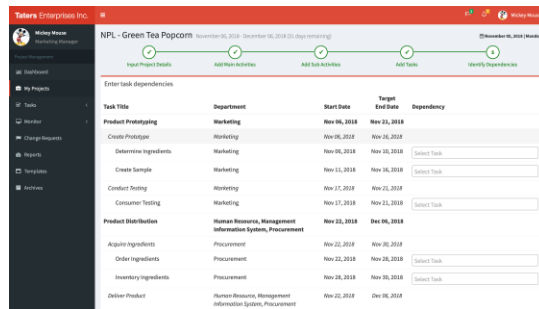 Taters Enterprises Inc.
Mickey Mouse
Mickey Mouse
Marketing Manager
Project Management
Dashboard
My Projects
Tasks
Monitor
Change Requests
Reports
Templates
Archives
NPL - Green Tea Popcorn November 06, 2018 - December 06, 2018 (31 days remaining)
November 05, 2018 | Monda
Input Project Details
Add Main Activities
Add Sub Activities
Add Tasks
5
Identify Dependencies
Enter task dependencies
Task Title Department Start Date Target End Date Dependency
Product Prototyping Marketing Nov 06, 2018 Nov 21, 2018
Create Prototype Marketing Nov 06, 2018 Nov 16, 2018
Determine Ingredients Marketing Nov 06, 2018 Nov 10, 2018 Select Task
Create Sample Marketing Nov 11, 2018 Nov 16, 2018 Select Task
Conduct Testing Marketing Nov 17, 2018 Nov 21, 2018
Consumer Testing Marketing Nov 17, 2018 Nov 21, 2018 Select Task
Product Distribution Human Resource, Management Information System, Procurement Nov 22, 2018 Dec 06, 2018
Acquire Ingredients Procurement Nov 22, 2018 Nov 30, 2018
Order Ingredients Procurement Nov 22, 2018 Nov 28, 2018 Select Task
Inventory Ingredients Procurement Nov 28, 2018 Nov 30, 2018 Select Task
Deliver Product Human Resource, Management Information System, Procurement Nov 22, 2018 Dec 06, 2018